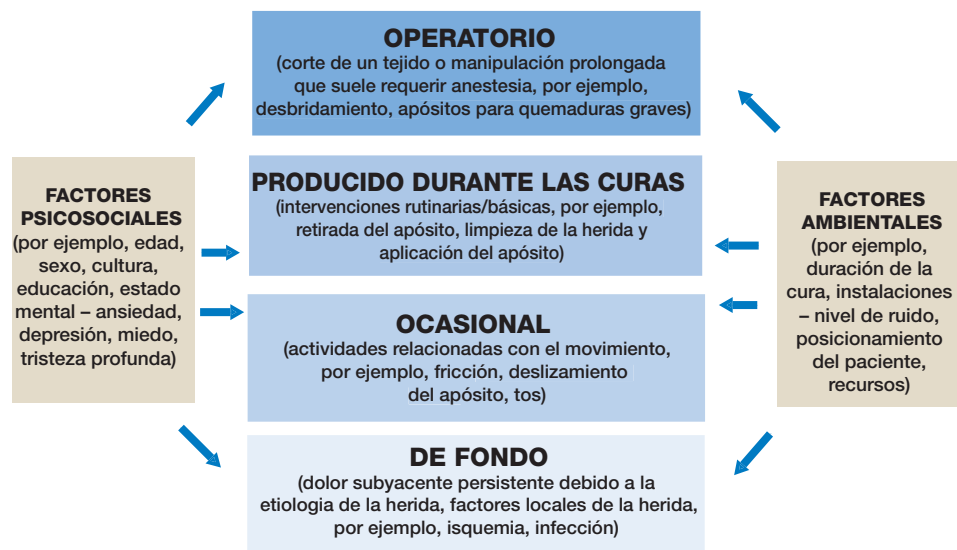 OPERATORIO
(corte de un tejido o manipulación prolongada
que suele requerir anestesia, por ejemplo,
desbridamiento, apósitos para quemaduras graves)
FACTORES
PSICOSOCIALES
(por ejemplo, edad,
sexo, cultura,
educación, estado
mental – ansiedad,
depresión, miedo,
tristeza profunda)
PRODUCIDO DURANTE LAS CURAS
(intervenciones rutinarias/básicas, por ejemplo,
retirada del apósito, limpieza de la herida y
aplicación del apósito)
OCASIONAL
(actividades relacionadas con el movimiento,
por ejemplo, fricción, deslizamiento
del apósito, tos)
FACTORES
AMBIENTALES
(por ejemplo,
duración de la
cura, instalaciones
– nivel de ruido,
posicionamiento
del paciente,
recursos)
DE FONDO
(dolor subyacente persistente debido a la
etiologia de la herida, factores locales de la herida,
por ejemplo, isquemia, infección)